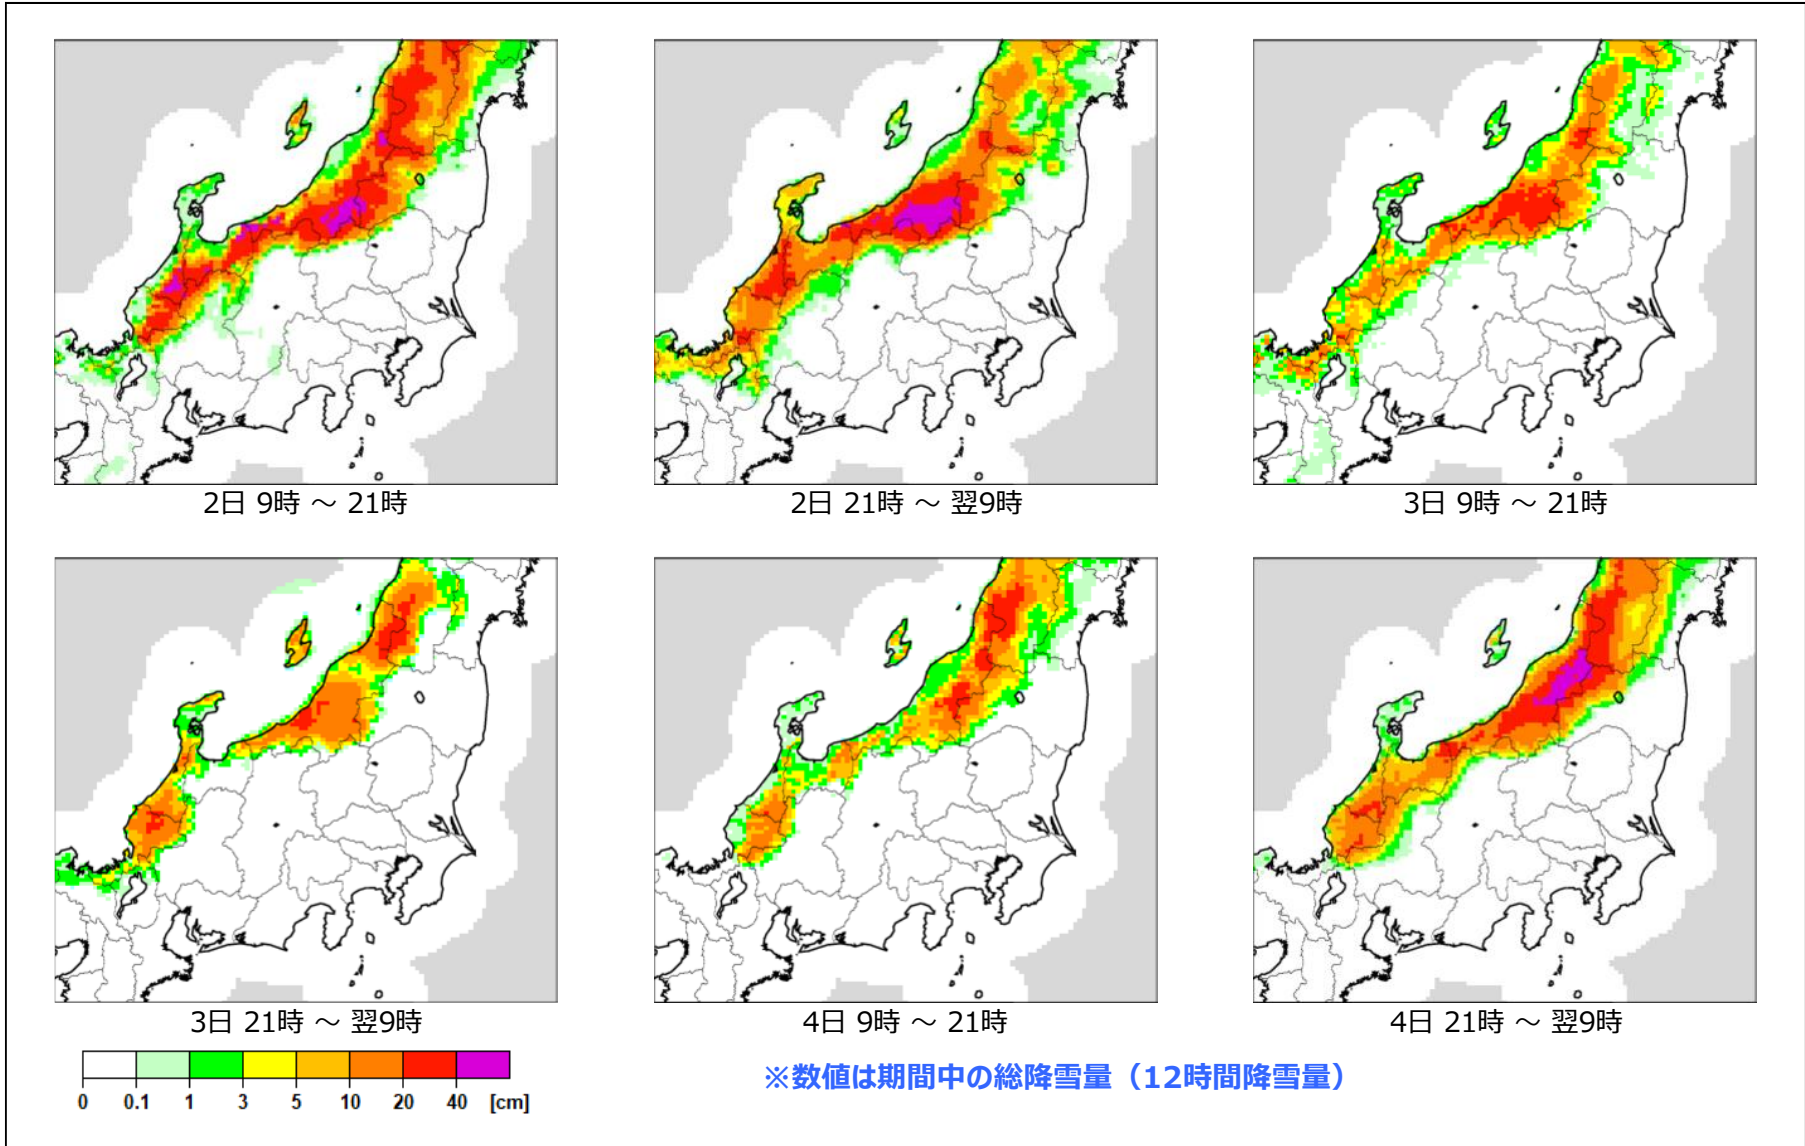 2日 9時 ～ 21時
2日 21時 ～ 翌9時
3日 9時 ～ 21時
3日 21時 ～ 翌9時
4日 9時 ～ 21時
4日 21時 ～ 翌9時
0 0.1 1 3 5 10 20 40 [cm]
※数値は期間中の総降雪量（12時間降雪量）